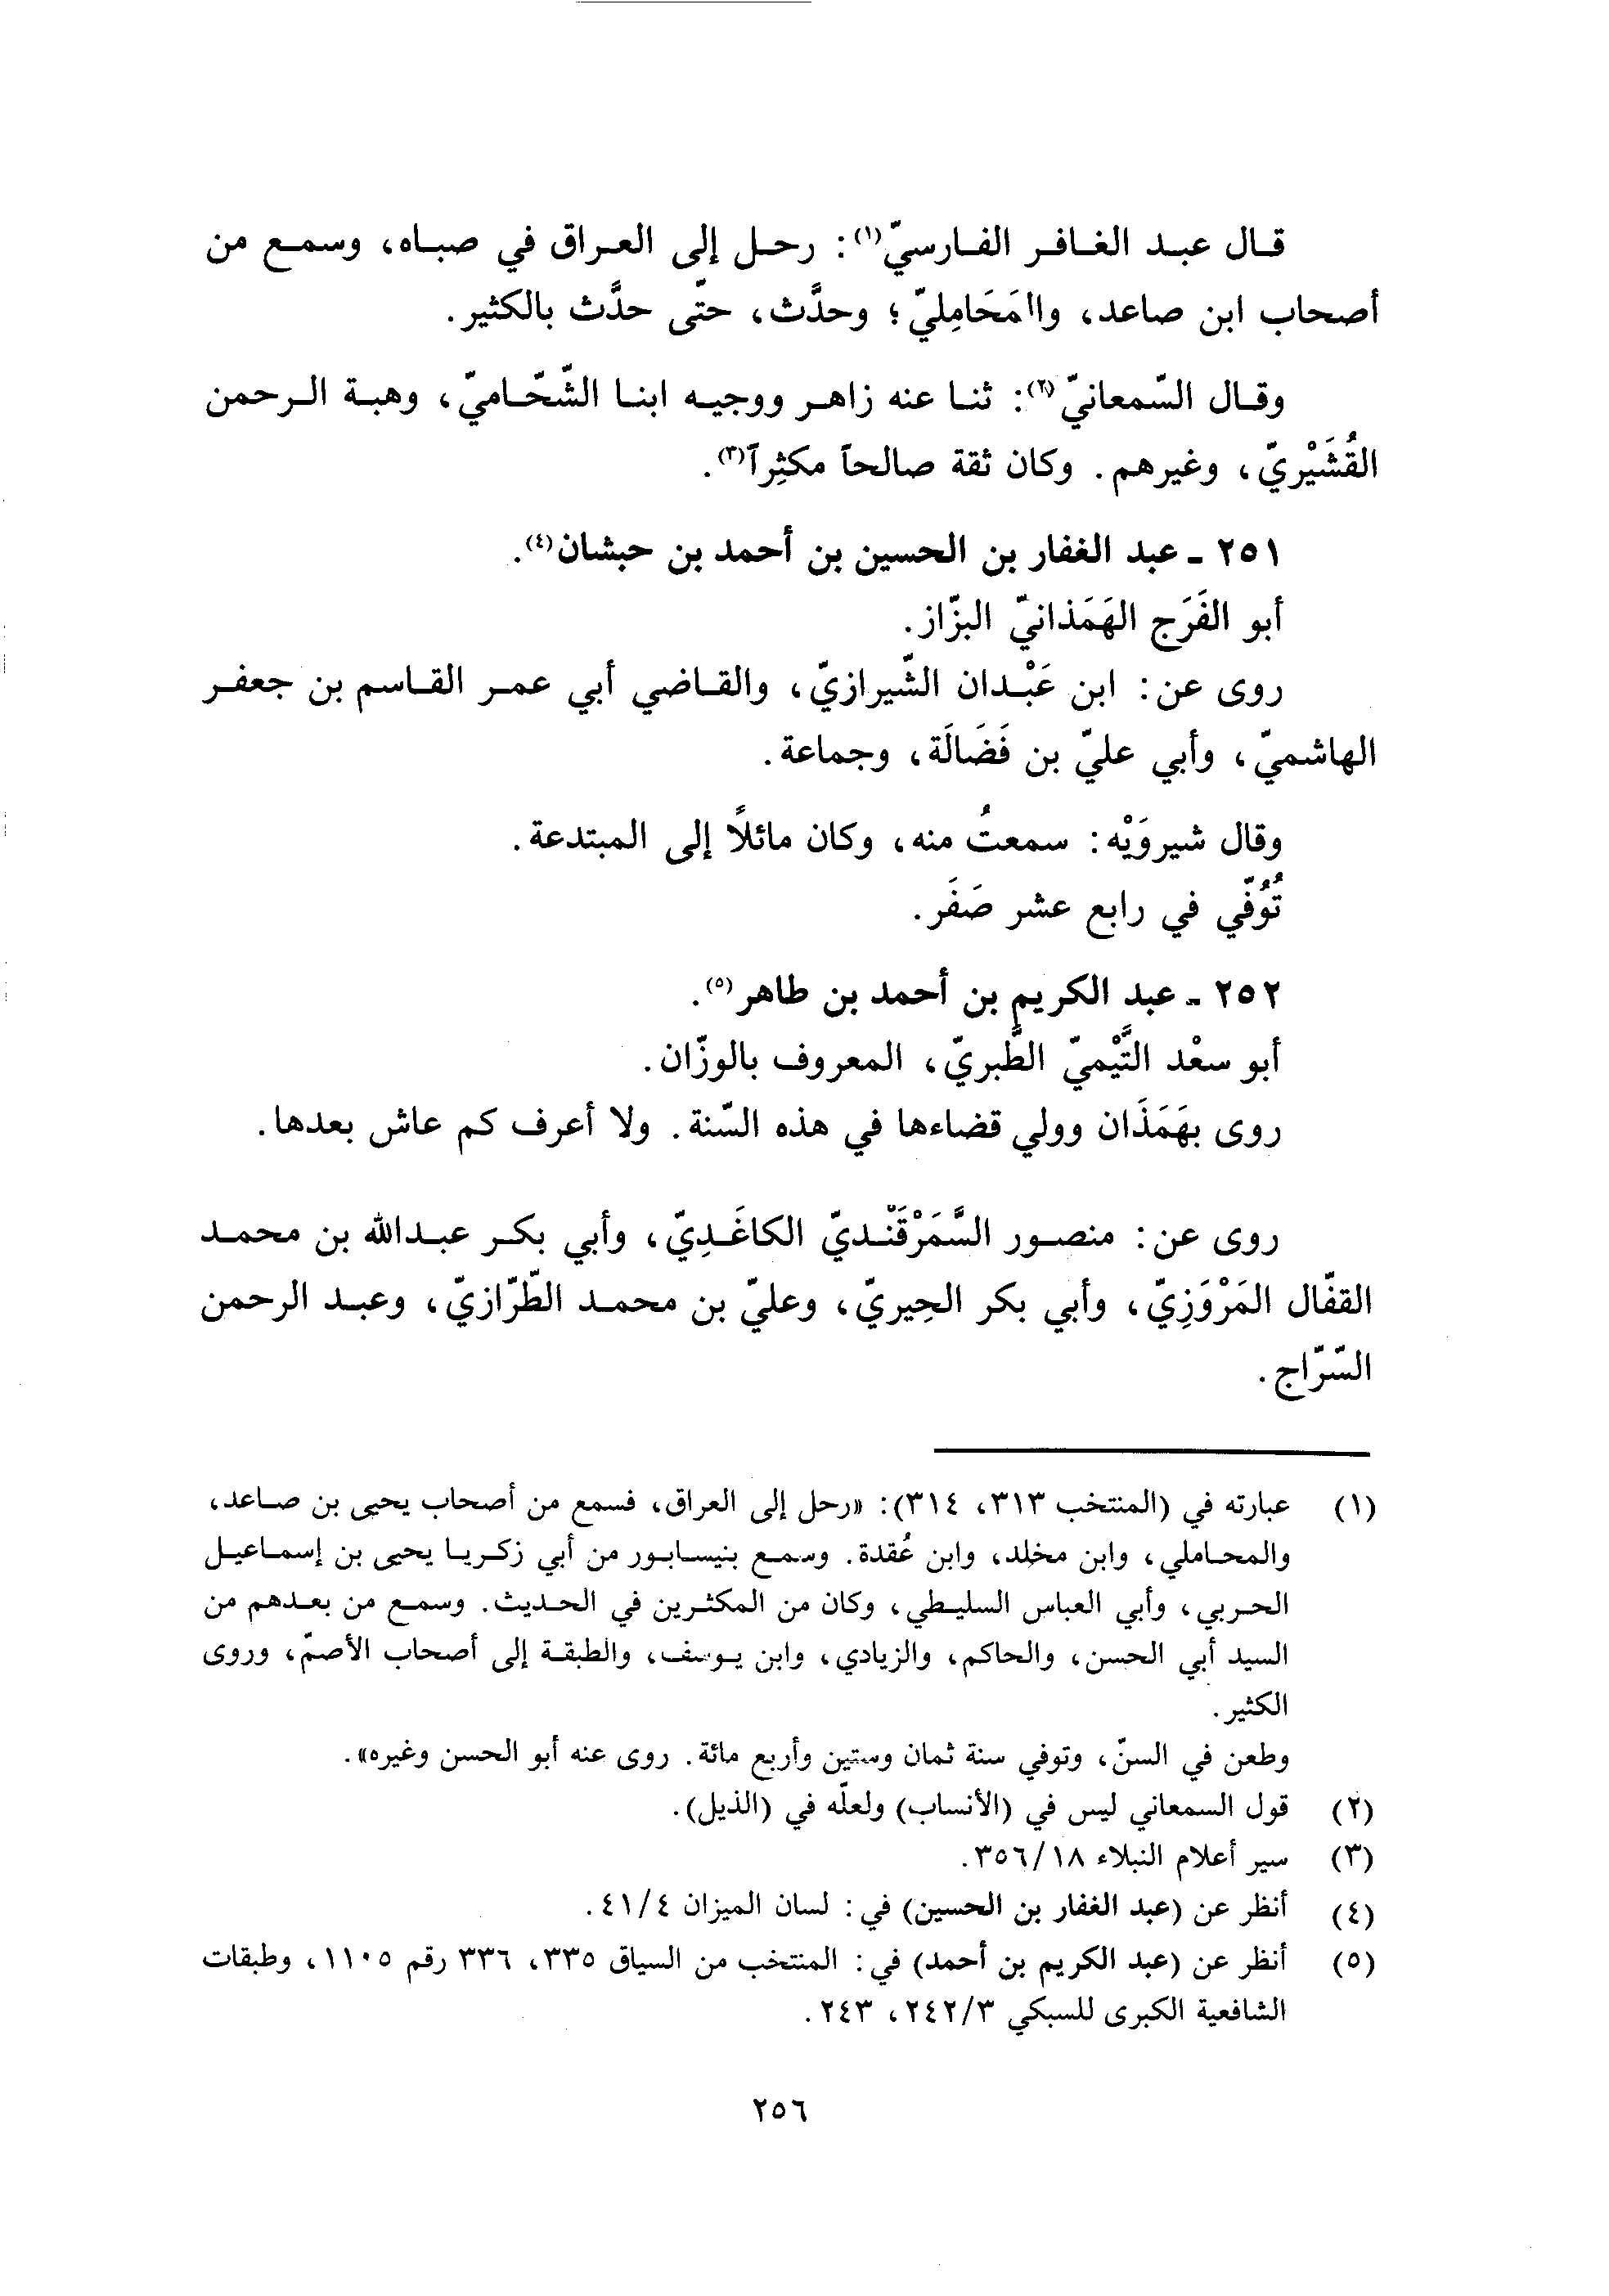 قال عبد الغافر الفارسيّ(١): رحل إلى العراق في صباه، وسمع من
أصحاب ابن صاعد، واامَحَامِليّ؛ وحدَّث، حتّى حدَّث بالكثير.
وقال السّمعانيّ(٢): ثنا عنه زاهر ووجيه ابنا الشّحّاميّ، وهبة الرحمن
القُشَيْريّ، وغيرهم. وكان ثقة صالحاً مكثِراً(٣).
٢٥١ ـ عبد الغفار بن الحسين بن أحمد بن حبشان(٤).
أبو الفَرَج الهَمَذانيّ البزّاز.
روى عن: ابن عَبْدان الشّيرازيّ، والقاضي أبي عمر القاسم بن جعفر
الهاشميّ، وأبي عليّ بن فَضَالَة، وجماعة.
وقال شيروَيْه: سمعتُ منه، وكان مائلًا إلى المبتدعة.
تُوُفّي في رابع عشر صَفَر.
٢٥٢ ـ عبد الكريم بن أحمد بن طاهر(٥).
أبو سعْد التَّيْميّ الطَّبريّ، المعروف بالوزّان.
روى بهَمَذَان وولي قضاءها في هذه السّنة. ولا أعرف كم عاش بعدها.
روى عن: منصور السَّمَرْقَنْديّ الكاغَدِيّ، وأبي بكر عبدالله بن محمد
القفّال المَرْوَزِيّ، وأبي بكر الحِيريّ، وعليّ بن محمد الطّرّازيّ، وعبد الرحمن
السّرّاج.
(١) عبارته في (المنتخب ٣١٣، ٣١٤): «رحل إلى العراق، فسمع من أصحاب يحيى بن صاعد،
والمحاملي، وابن مخلد، وابن عُقدة. وسمع بنيسابور من أبي زكريا يحيى بن إسماعيل
الحربي، وأبي العباس السليطي، وكان من المكثرين في الحديث. وسمع من بعدهم من
السيد أبي الحسن، والحاكم، والزيادي، وابن يوسف، والطبقة إلى أصحاب الأصمّ، وروى
الكثير.
وطعن في السنّ، وتوفي سنة ثمان وستين وأربع مائة. روى عنه أبو الحسن وغيره».
(٢) قول السمعاني ليس في (الأنساب) ولعلّه في (الذيل).
(٣) سير أعلام النبلاء ٣٥٦/١٨.
(٤) أنظر عن (عبد الغفار بن الحسين) في: لسان الميزان ٤١/٤.
(٥) أنظر عن (عبد الكريم بن أحمد) في: المنتخب من السياق ٣٣٥، ٣٣٦ رقم ١١٠٥، وطبقات
الشافعية الكبرى للسبكي ٢٤٢/٣، ٢٤٣.
٢٥٦